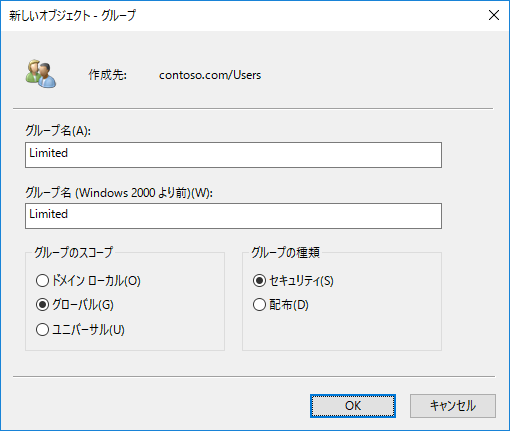 新しいオブジェクト - グループ
作成先: contoso.com/Users
グループ名(A):
Limited
グループ名 (Windows 2000 より前)(W):
Limited
グループのスコープ
ドメイン ローカル(O)
グローバル(G)
ユニバーサル(U)
グループの種類
セキュリティ(S)
配布(D)
OK
キャンセル